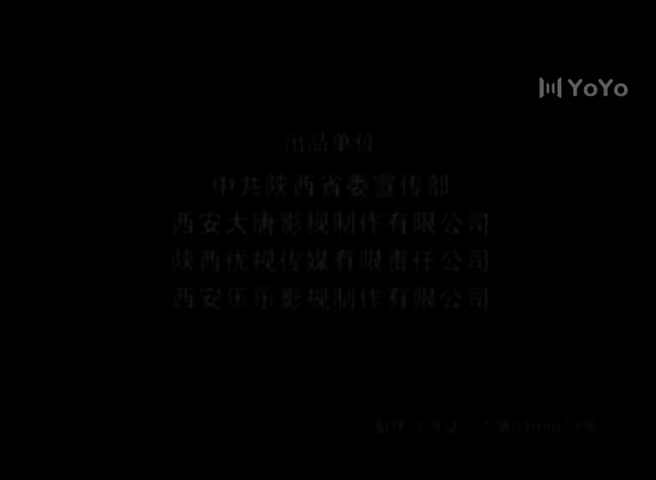 YoYo
出品单位
中共陕西省委宣传部
西安大唐影视制作有限公司
陕西优视传媒有限责任公司
西安乐乐影视制作有限公司